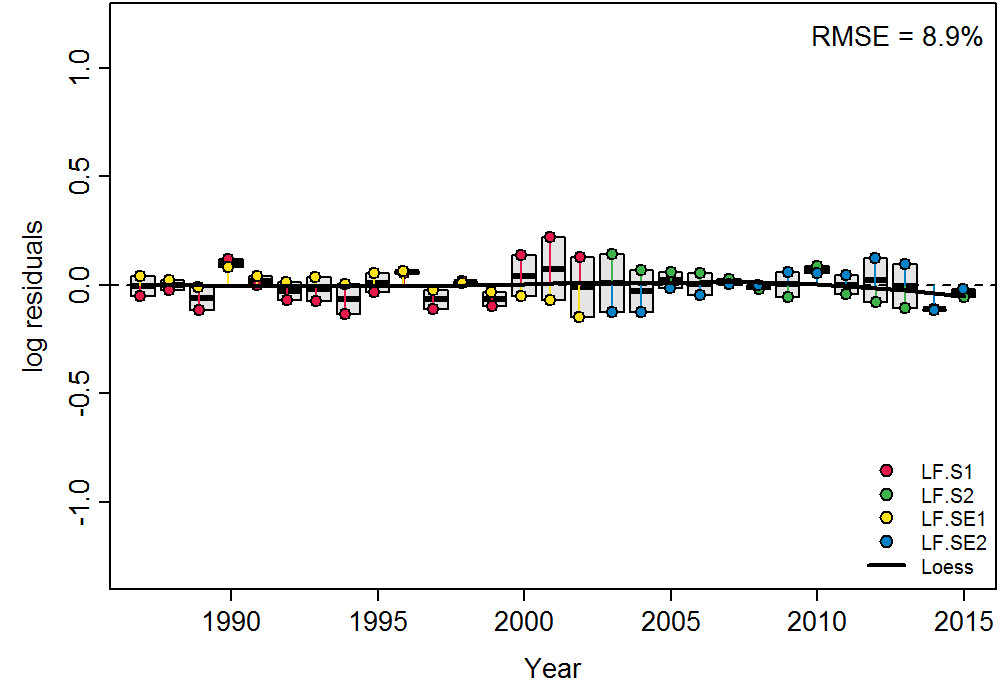 RMSE = 8.9%
log residuals
1.0
0.5
0.0
-0.5
-1.0
LF.S1
LF.S2
LF.SE1
LF.SE2
Loess
1990 1995 2000 2005 2010 2015
Year